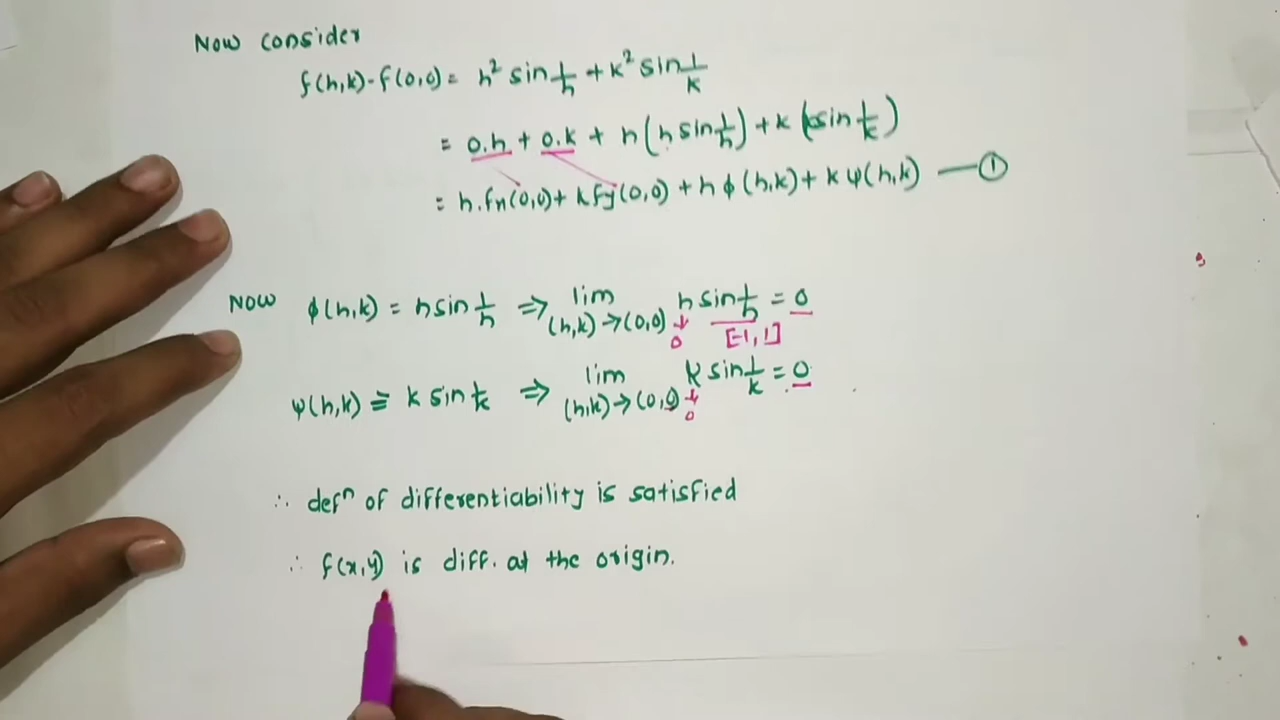 Now consider
f(h,k)-f(0,0) = h² sin 1/h + k² sin 1/k
= 0.h + 0.k + h(h sin 1/h) + k (k sin 1/k)
= h.fx(0,0) + k fy(0,0) + h ϕ(h,k) + k ψ(h,k) —①
Now ϕ(h,k) = h sin 1/h ⇒ lim (h,k)→(0,0) h sin 1/h = 0
0 [-1,1]
ψ(h,k) = k sin 1/k ⇒ lim (h,k)→(0,0) k sin 1/k = 0
0
∴ defⁿ of differentiability is satisfied
∴ f(x,y) is diff. at the origin.